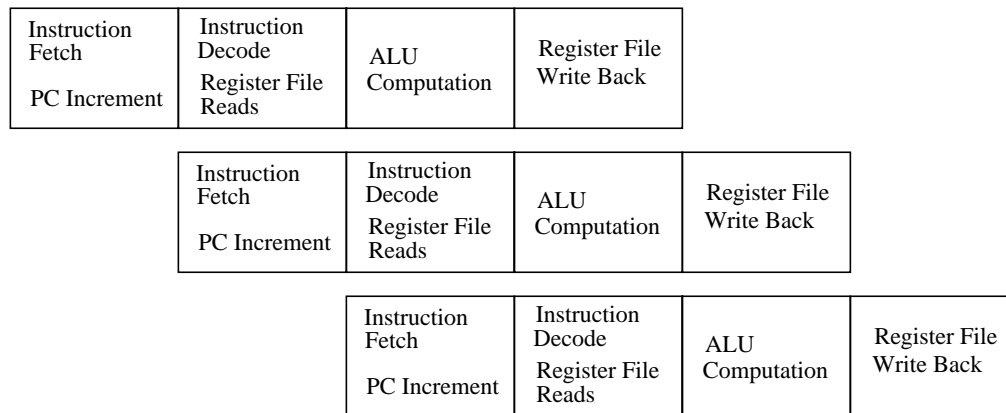 Instruction
Fetch
PC Increment
Instruction
Decode
Register File
Reads
ALU
Computation
Register File
Write Back
Instruction
Fetch
PC Increment
Instruction
Decode
Register File
Reads
ALU
Computation
Register File
Write Back
Instruction
Fetch
PC Increment
Instruction
Decode
Register File
Reads
ALU
Computation
Register File
Write Back